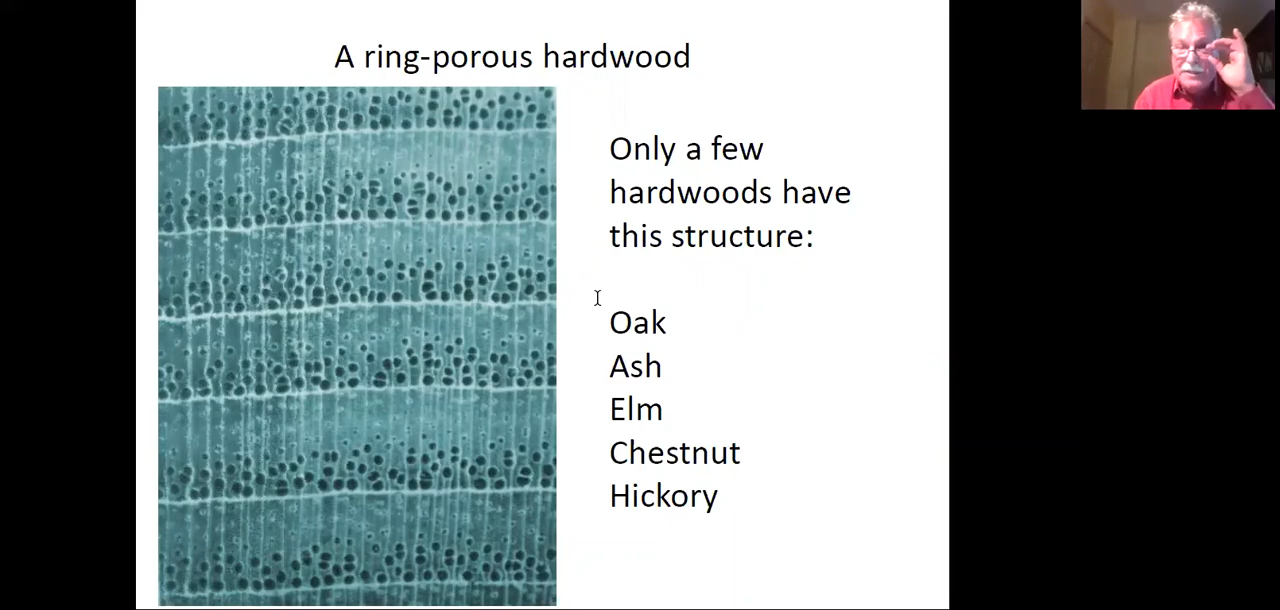 A ring-porous hardwood
Only a few
hardwoods have
this structure:
Oak
Ash
Elm
Chestnut
Hickory